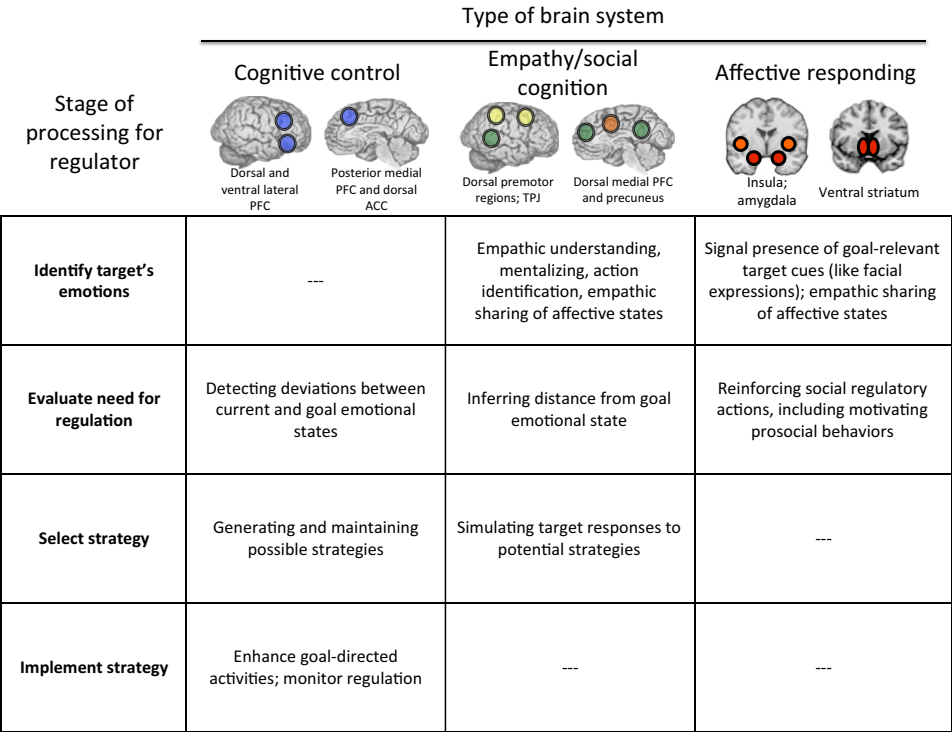 Type of brain system
Stage of
processing for
regulator
Cognitive control
Empathy/social
cognition
Affective responding
Dorsal and
ventral lateral
PFC
Posterior medial
PFC and dorsal
ACC
Dorsal premotor
regions; TPJ
Dorsal medial PFC
and precuneus
Insula;
amygdala
Ventral striatum
Identify target's
emotions
---
Empathic understanding,
mentalizing, action
identification, empathic
sharing of affective states
Signal presence of goal-relevant
target cues (like facial
expressions); empathic sharing
of affective states
Evaluate need for
regulation
Detecting deviations between
current and goal emotional
states
Inferring distance from goal
emotional state
Reinforcing social regulatory
actions, including motivating
prosocial behaviors
Select strategy
Generating and maintaining
possible strategies
Simulating target responses to
potential strategies
---
Implement strategy
Enhance goal-directed
activities; monitor regulation
---
---